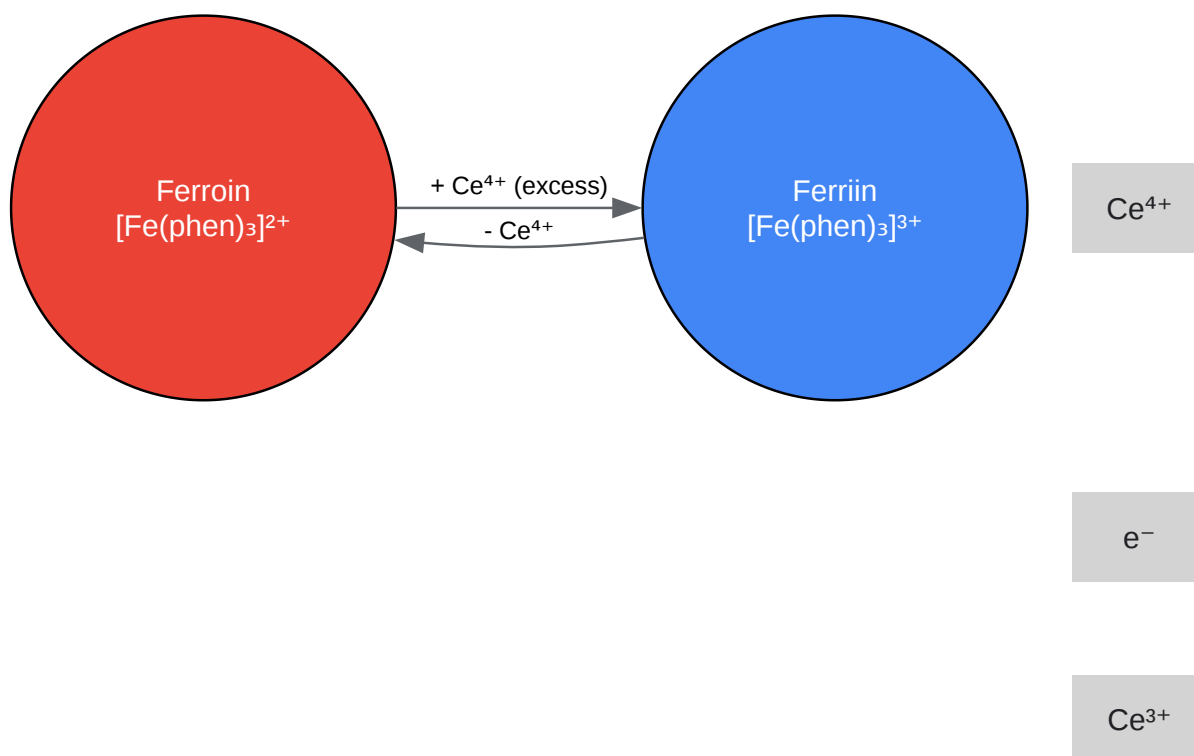 Ferroin
[Fe(phen)₃]²⁺
+ Ce⁴⁺ (excess)
- Ce⁴⁺
Ferriin
[Fe(phen)₃]³⁺
Ce⁴⁺
e⁻
Ce³⁺